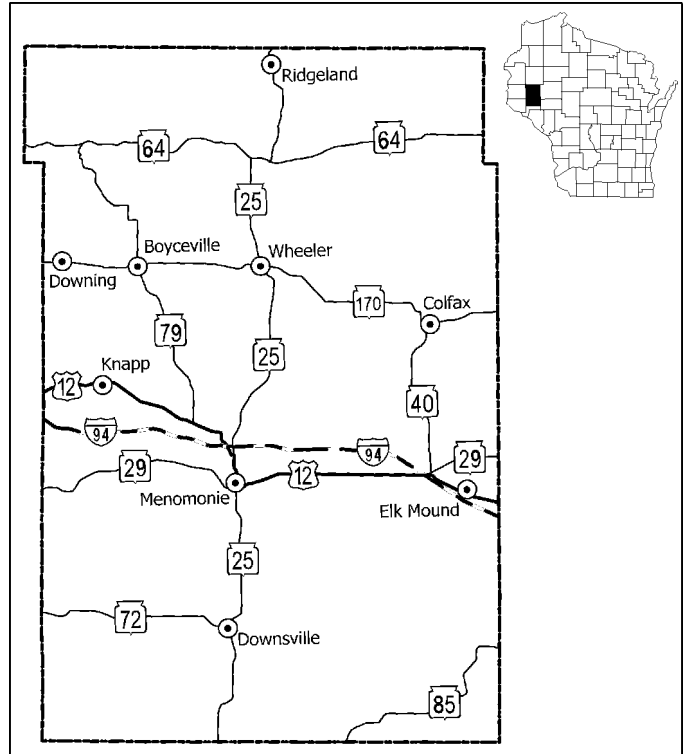 Ridgeland
64
64
25
Boyceville
Wheeler
Downing
170
Colfax
79
25
Knapp
12
40
94
94
29
29
12
Menomonie
Elk Mound
25
72
Downsville
85